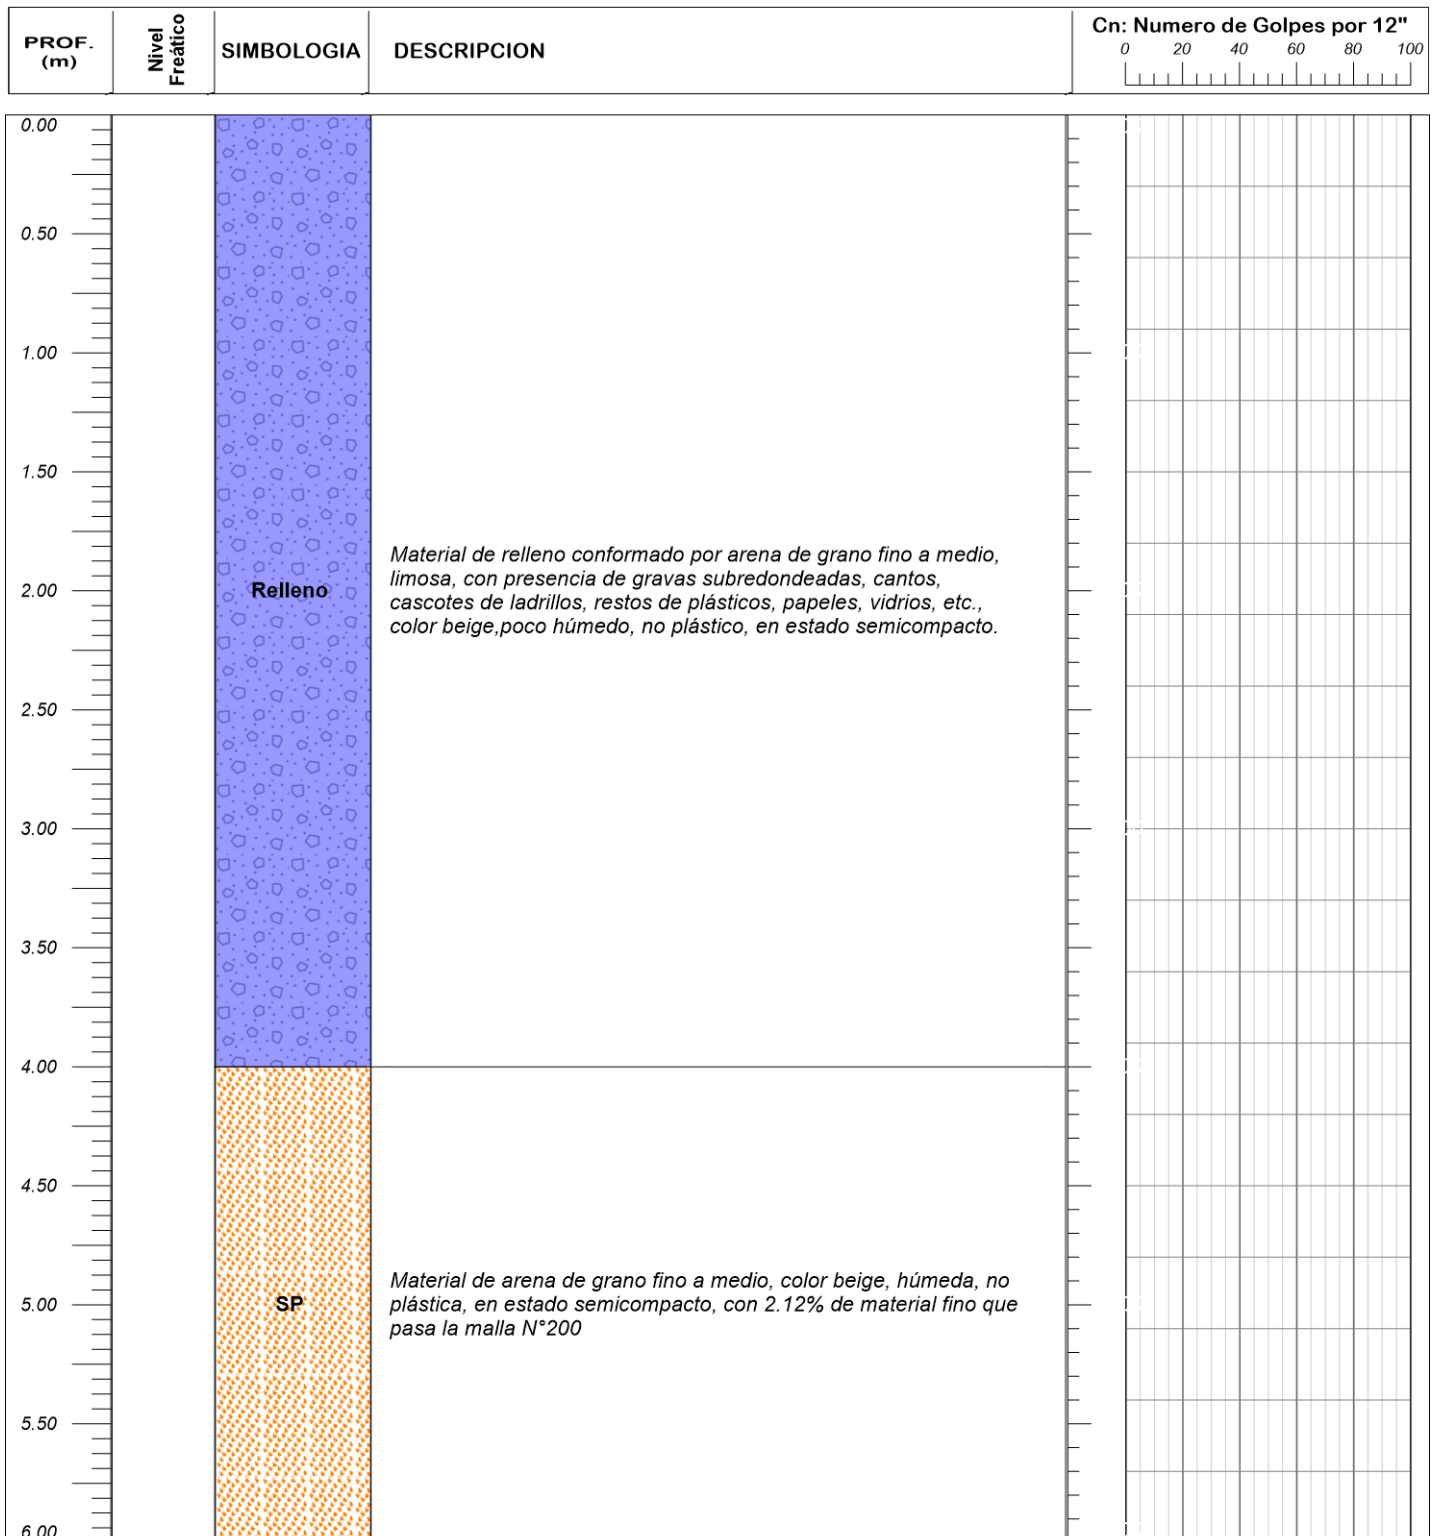 PROF.
(m)
Nivel
Freático
SIMBOLOGIA
DESCRIPCION
Cn: Numero de Golpes por 12"
0 20 40 60 80 100
0.00
0.50
1.00
1.50
Material de relleno conformado por arena de grano fino a medio,
limosa, con presencia de gravas subredondeadas, cantos,
cascotes de ladrillos, restos de plásticos, papeles, vidrios, etc.,
color beige,poco húmedo, no plástico, en estado semicompacto.
2.00
Relleno
2.50
3.00
3.50
4.00
4.50
Material de arena de grano fino a medio, color beige, húmeda, no
plástica, en estado semicompacto, con 2.12% de material fino que
pasa la malla N°200
5.00
SP
5.50
6.00